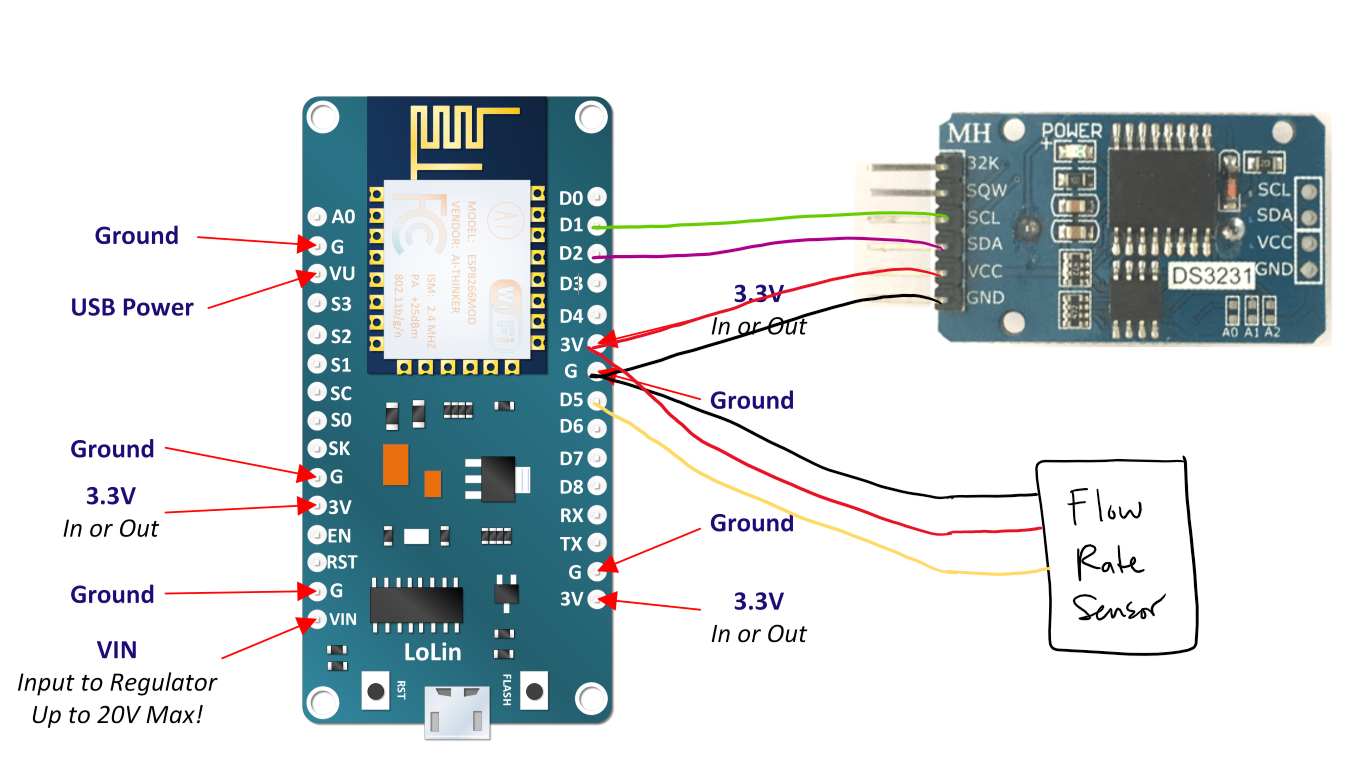 Ground
USB Power
Ground
3.3V
In or Out
Ground
VIN
Input to Regulator
Up to 20V Max!
A0
G
VU
S3
S2
S1
SC
S0
SK
G
3V
EN
RST
G
VIN
MODEL: ESP8266MOD
VENDOR: AI-THINKER
ISM: 2.4 MHZ
PA +25dBm
802.11b/g/n
FC
Ai
Wi Fi
LoLin
RST
FLASH
D0
D1
D2
D3
D4
3V
G
D5
D6
D7
D8
RX
TX
G
3V
3.3V
In or Out
Ground
Ground
3.3V
In or Out
MH
POWER
+
32K
SQW
SCL
SDA
VCC
GND
SCL
SDA
VCC
GND
DS3231
A0 A1 A2
Flow
Rate
Sensor